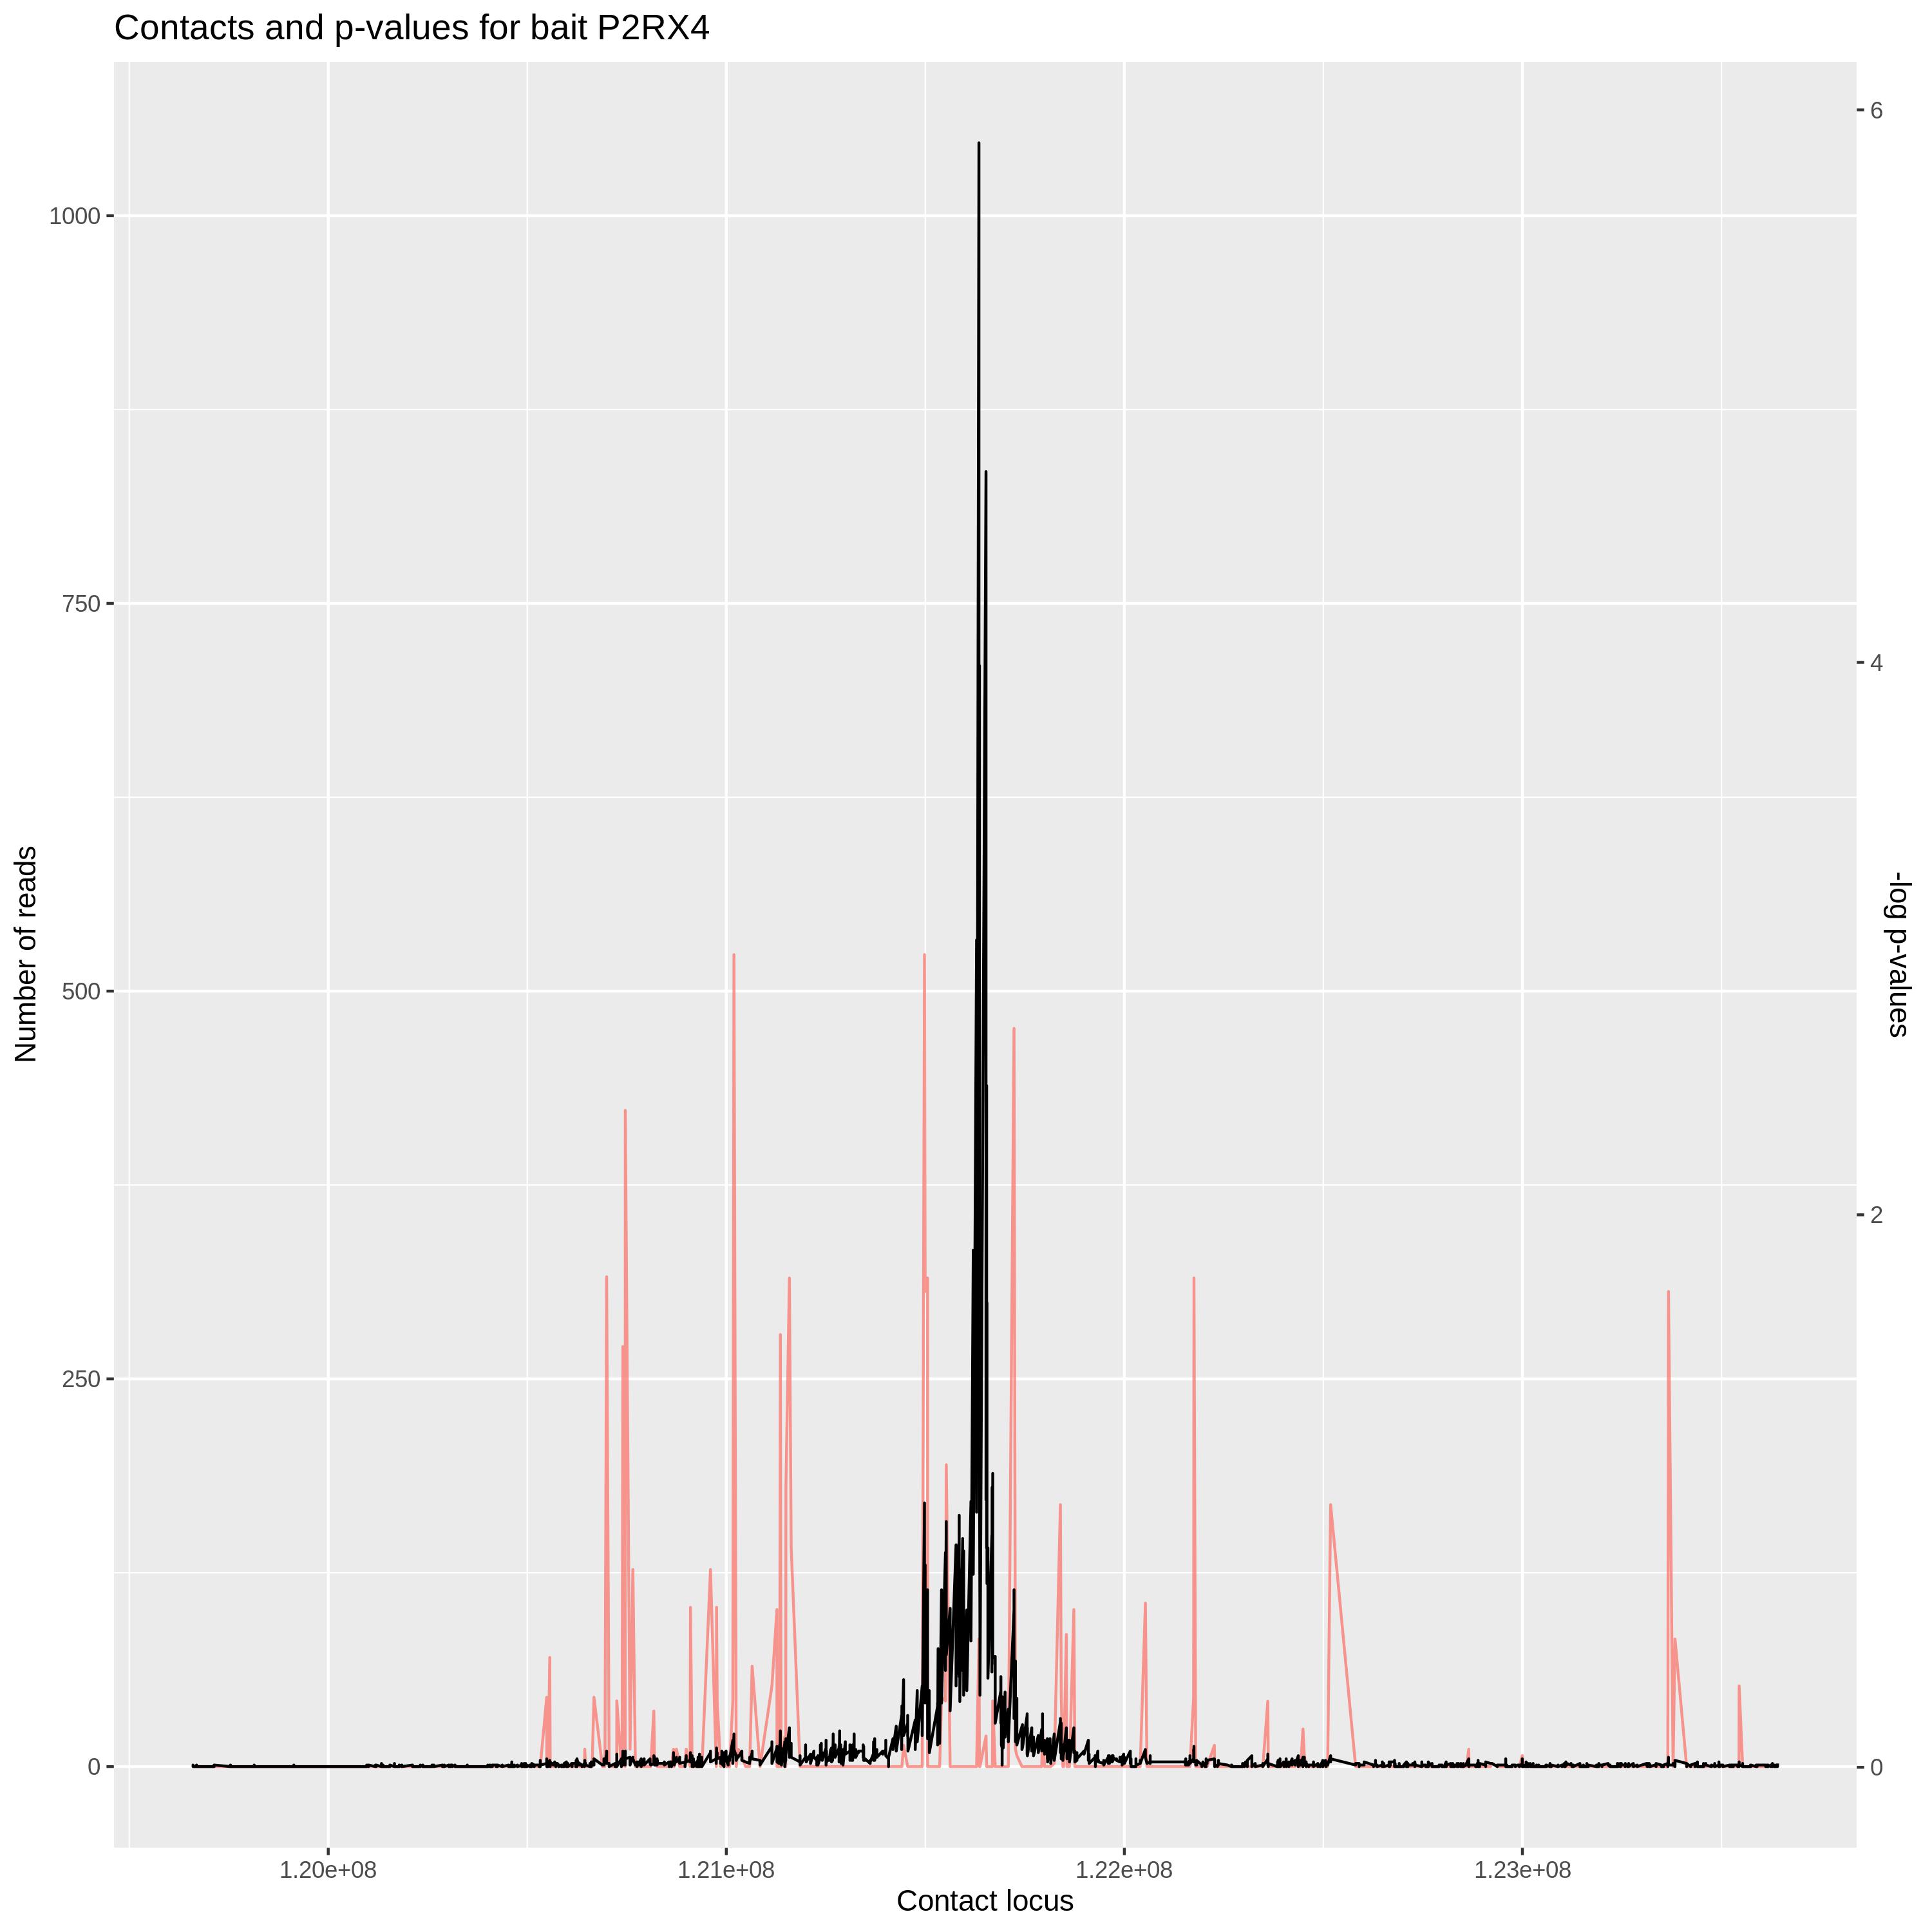 Contacts and p-values for bait P2RX4
1000
750
500
250
0
Number of reads
6
4
2
0
-log p-values
1.20e+08 1.21e+08 1.22e+08 1.23e+08
Contact locus